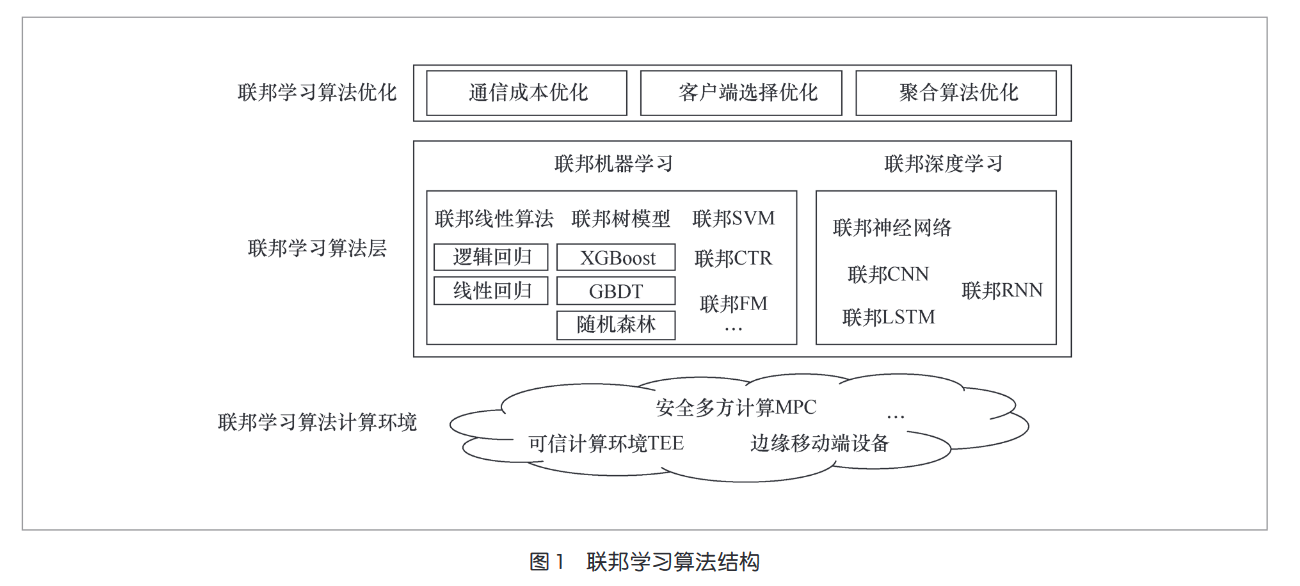 联邦学习算法优化
通信成本优化
客户端选择优化
聚合算法优化
联邦学习算法层
联邦机器学习
联邦线性算法
逻辑回归
线性回归
联邦树模型
XGBoost
GBDT
随机森林
联邦SVM
联邦CTR
联邦FM
…
联邦深度学习
联邦神经网络
联邦CNN
联邦LSTM
联邦RNN
联邦学习算法计算环境
安全多方计算MPC
…
可信计算环境TEE
边缘移动端设备
图1 联邦学习算法结构